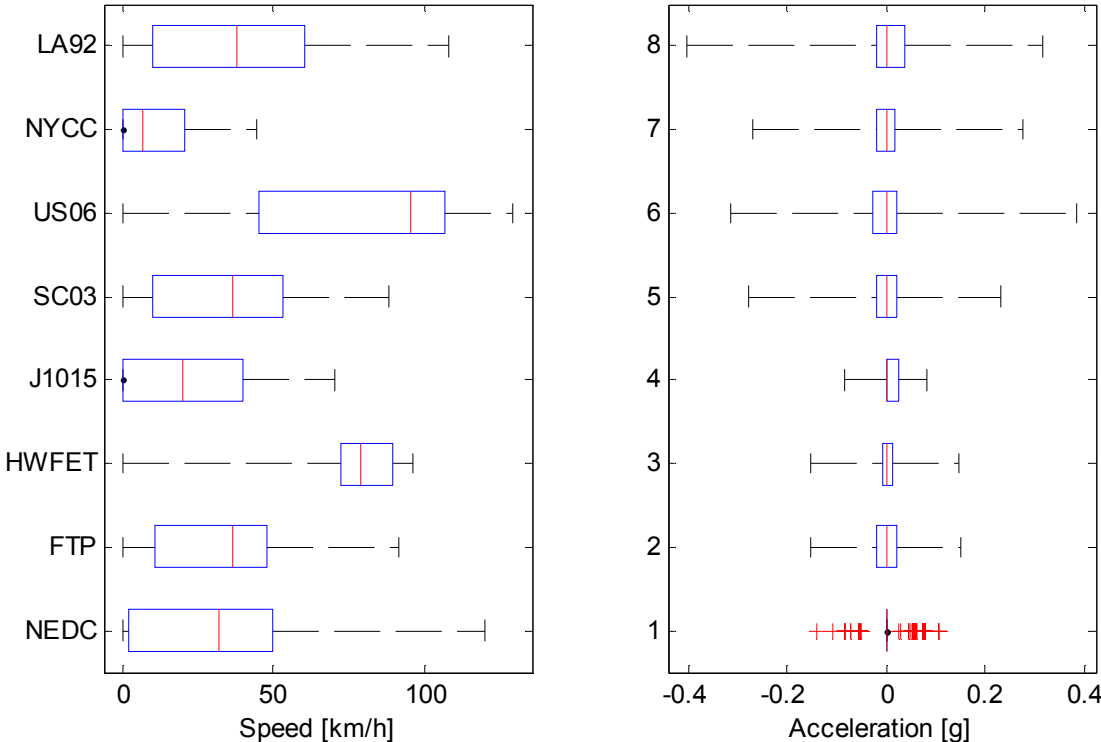 LA92
NYCC
US06
SC03
J1015
HWFET
FTP
NEDC
0 50 100
Speed [km/h]
8
7
6
5
4
3
2
1
-0.4 -0.2 0 0.2 0.4
Acceleration [g]